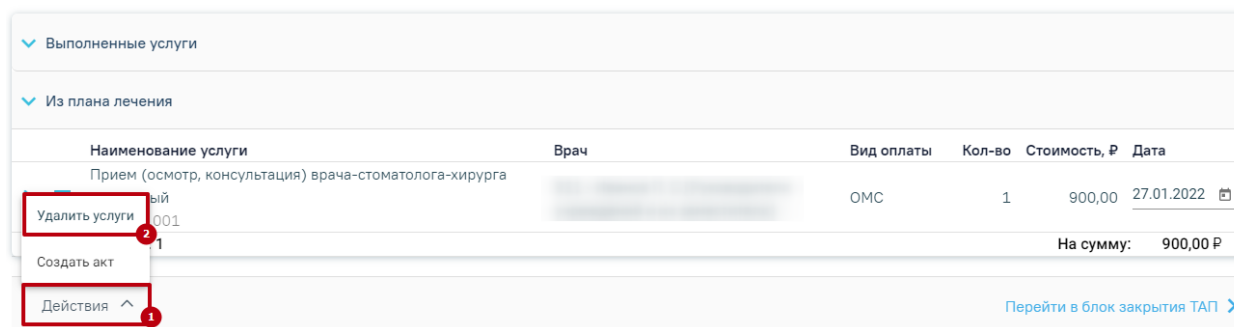 Выполненные услуги
Из плана лечения
Наименование услуги Врач Вид оплаты Кол-во Стоимость, ₽ Дата
Прием (осмотр, консультация) врача-стоматолога-хирурга
ый ОМС 1 900,00 27.01.2022
Удалить услуги
001
2
1 На сумму: 900,00 ₽
Создать акт
Действия
1
Перейти в блок закрытия ТАП